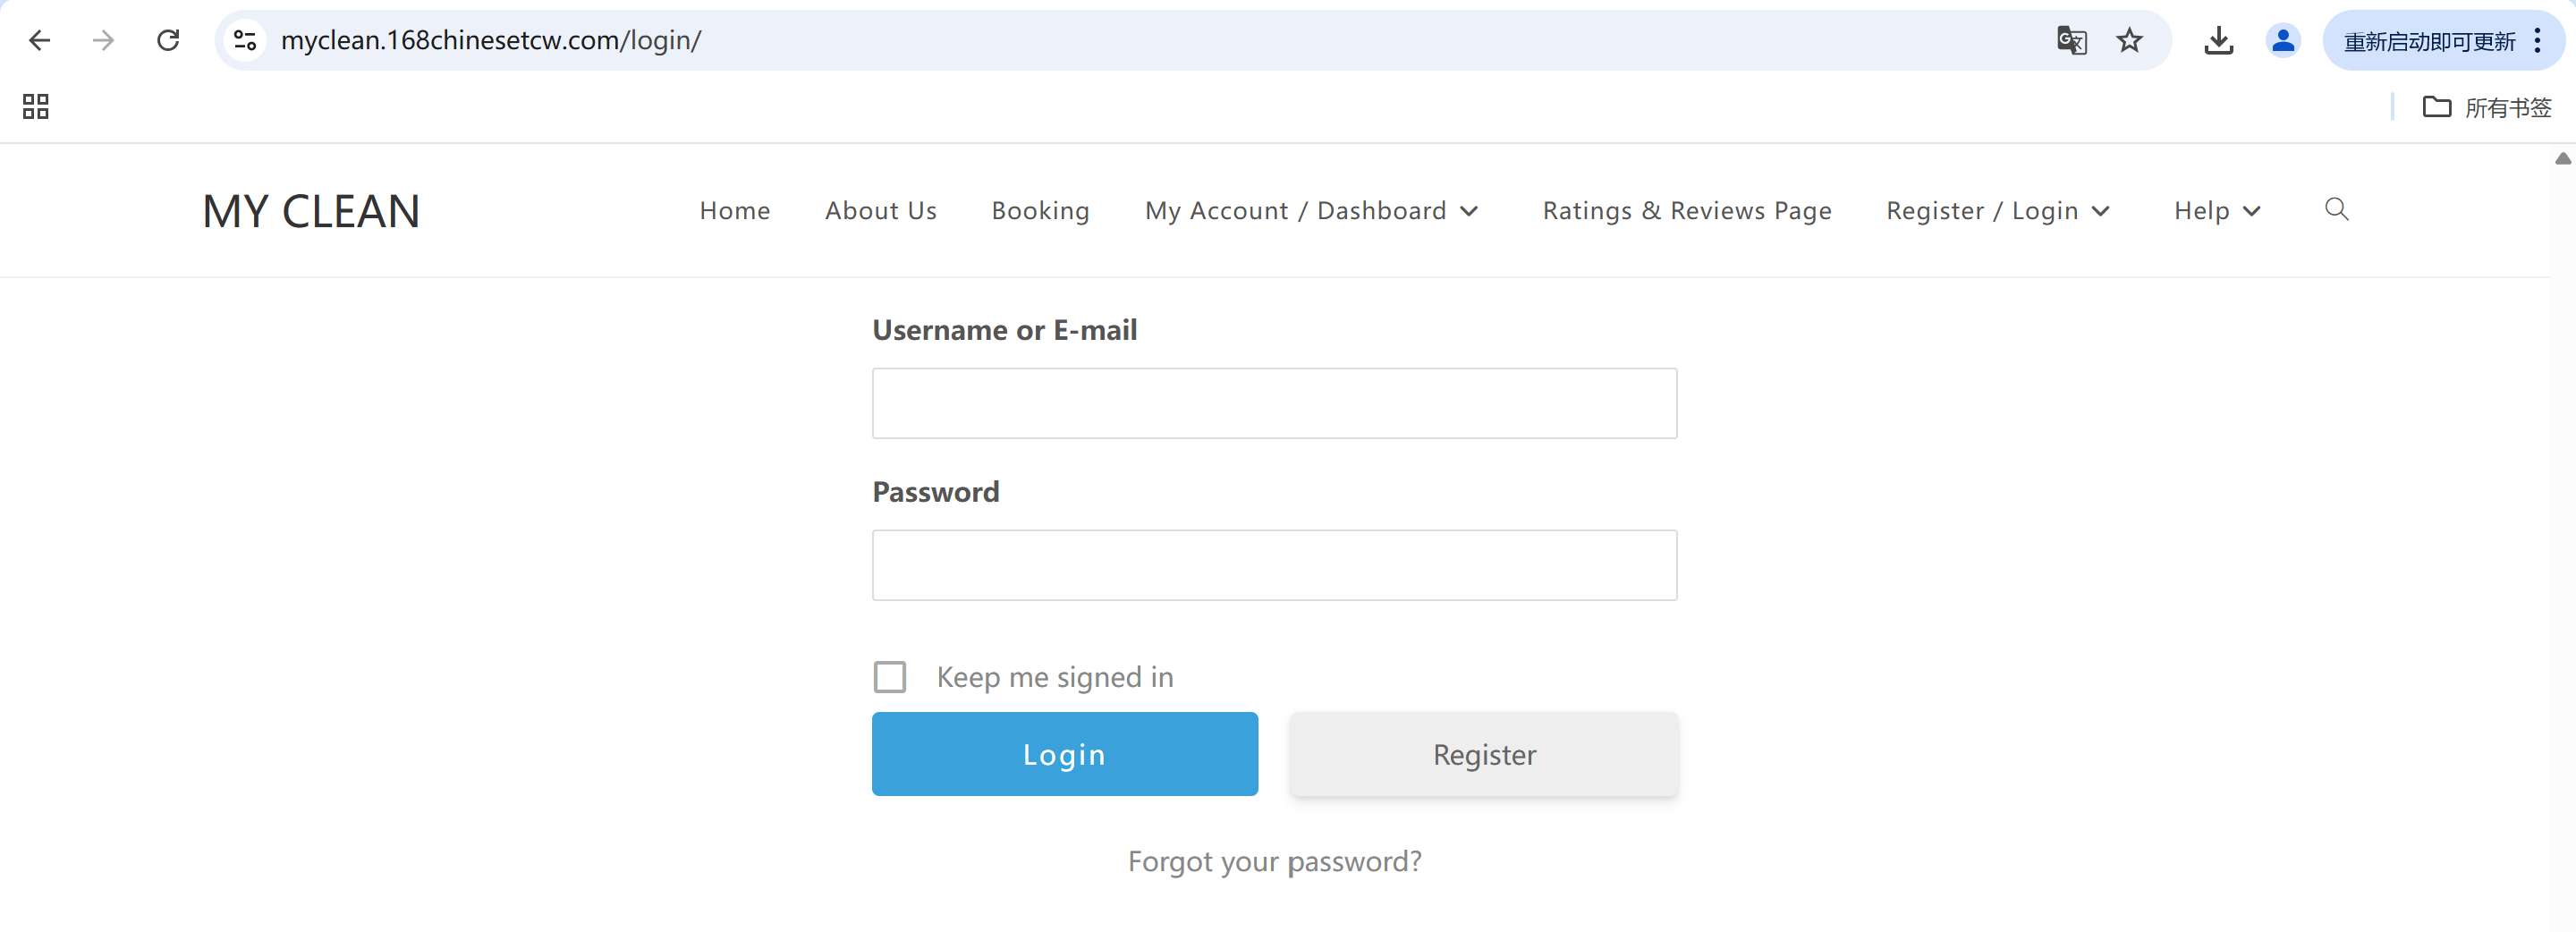 myclean.168chinesetcw.com/login/
重新启动即可更新
所有书签
MY CLEAN
Home About Us Booking My Account / Dashboard Ratings & Reviews Page Register / Login Help
Username or E-mail
Password
Keep me signed in
Login Register
Forgot your password?